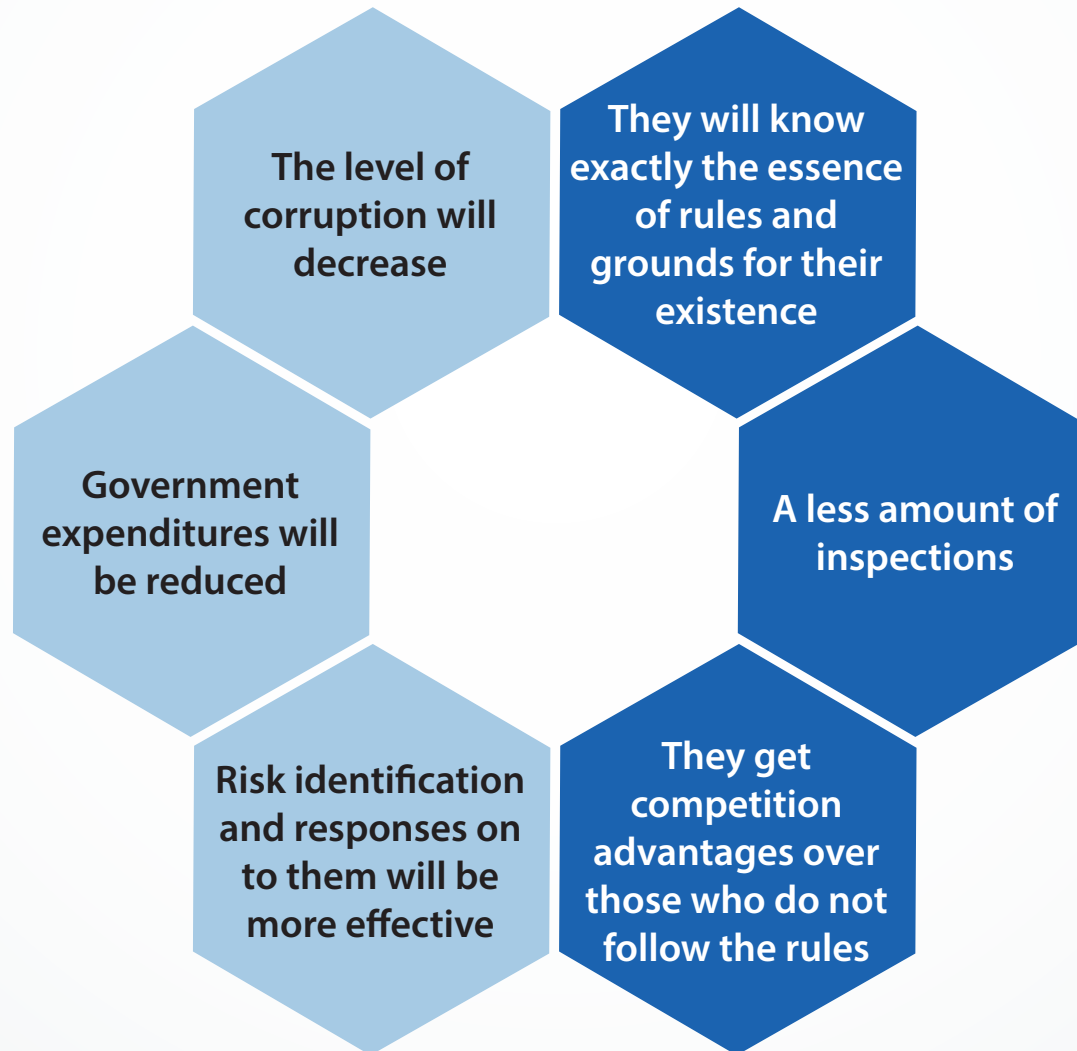 The level of
corruption will
decrease
They will know
exactly the essence
of rules and
grounds for their
existence
Government
expenditures will
be reduced
A less amount of
inspections
Risk identification
and responses on
to them will be
more effective
They get
competition
advantages over
those who do not
follow the rules